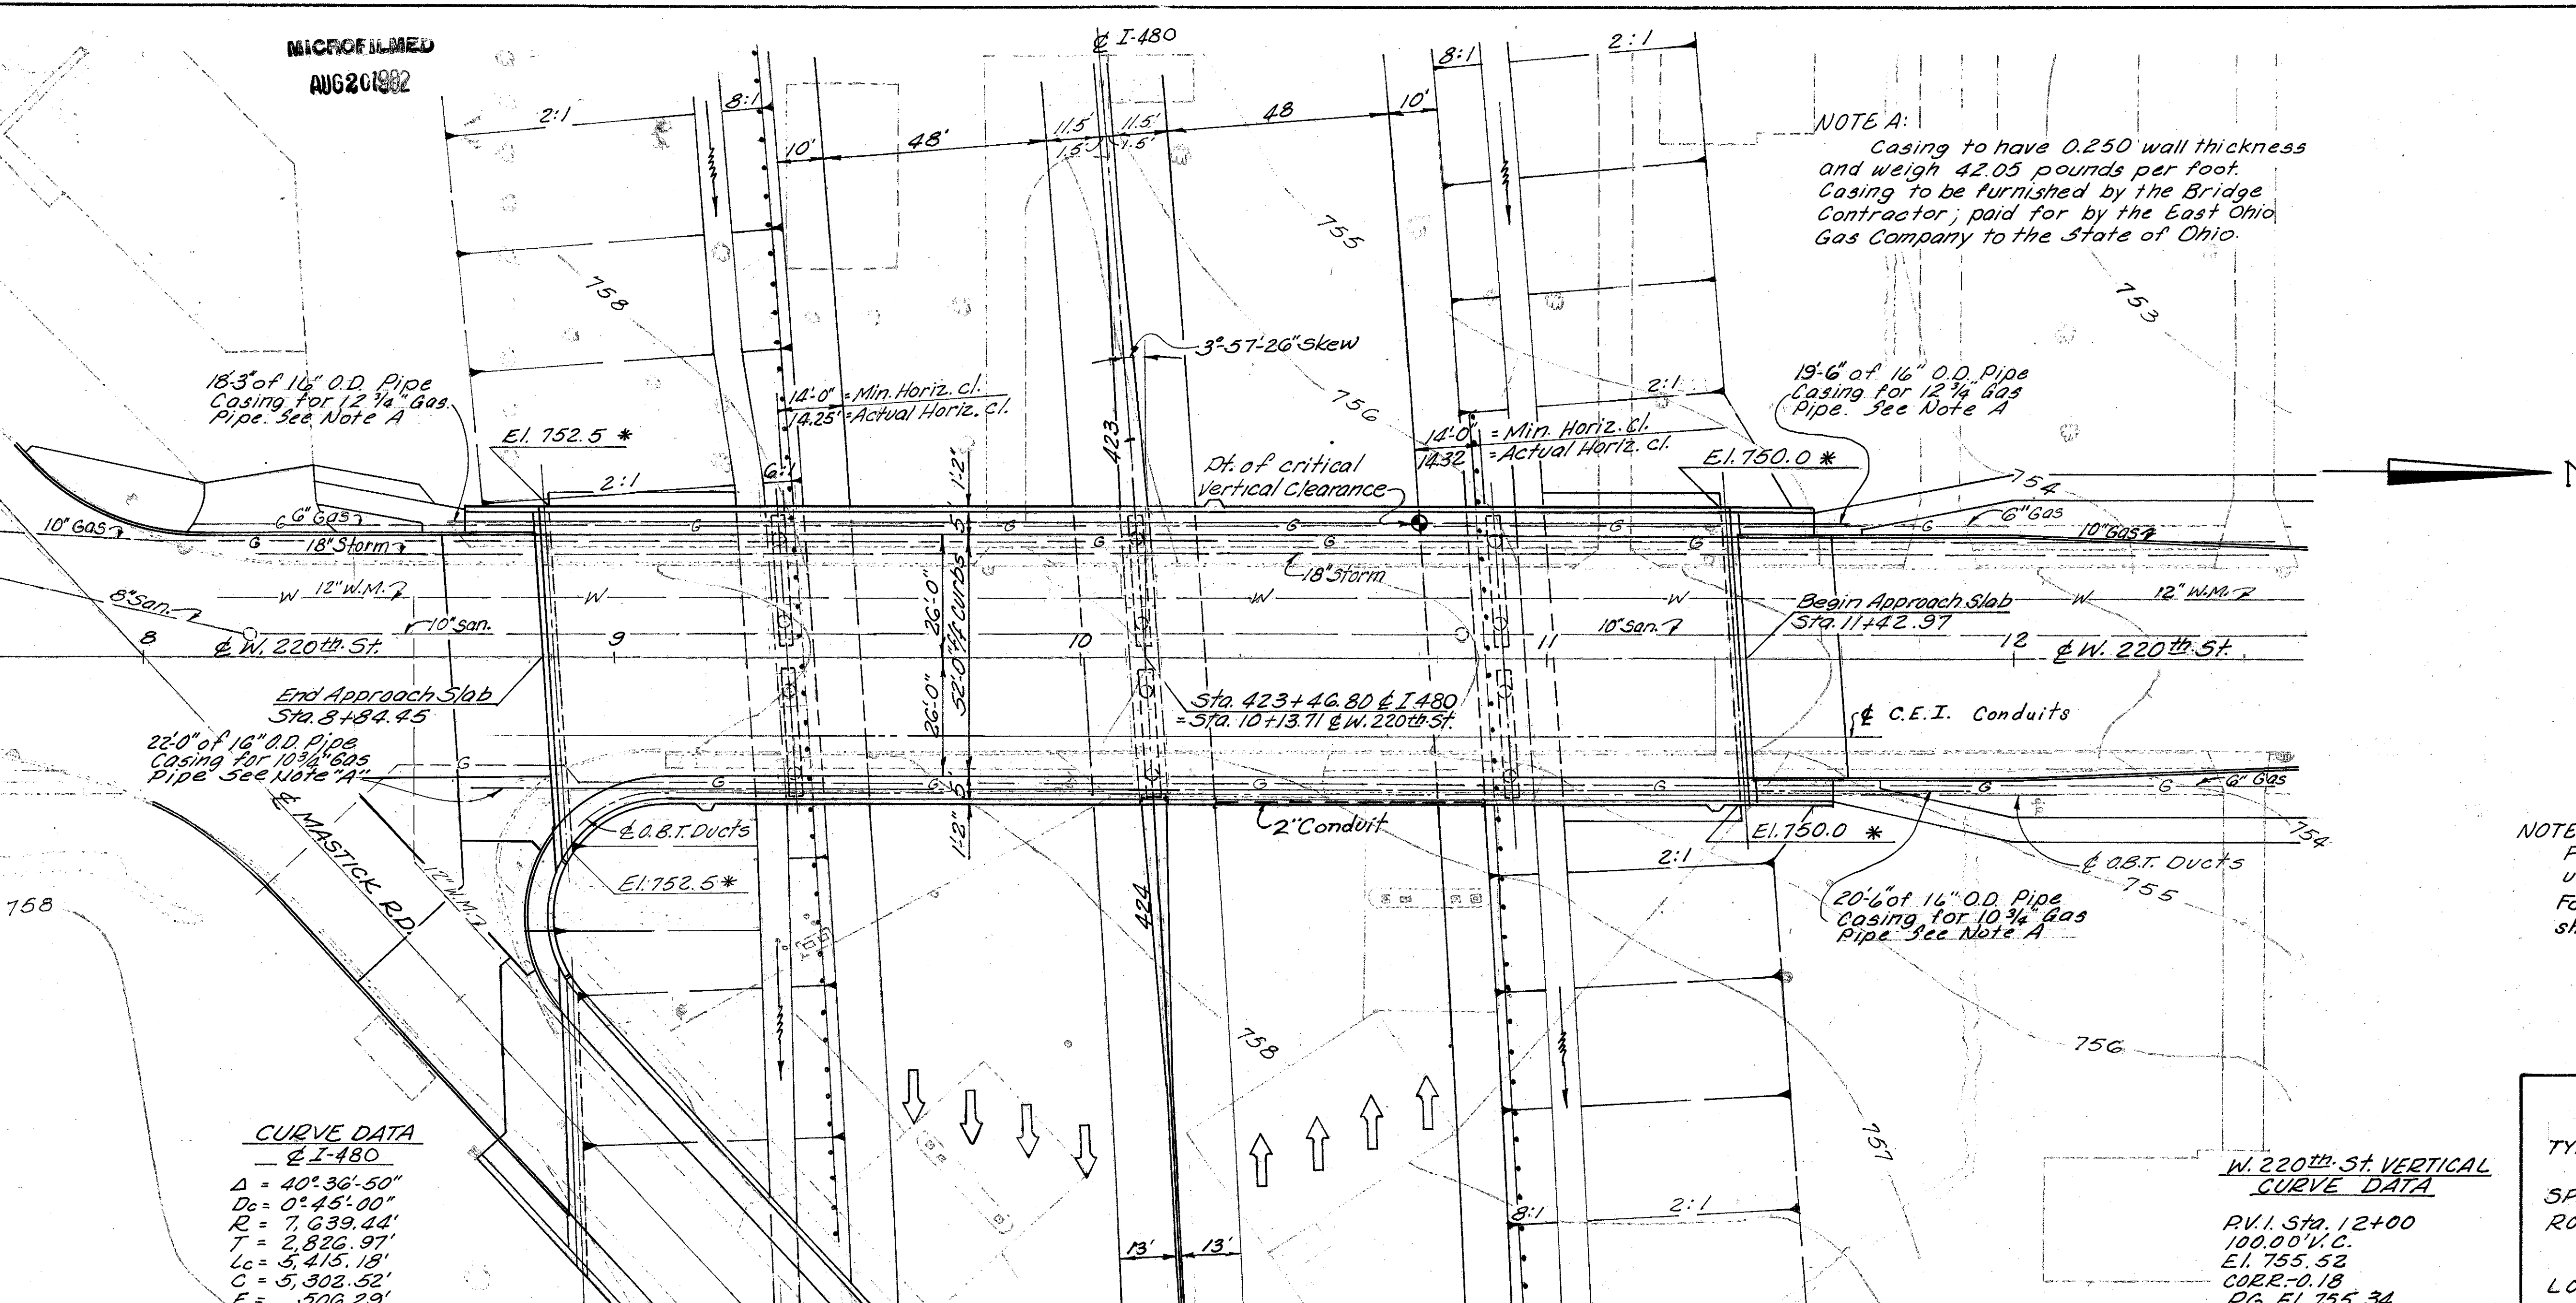 MICROFILMED
AUG 20 1982
℄ I-480
2:1
8:1
10'
48'
11.5'
11.5'
1.5'
1.5'
48
10'
8:1
2:1
NOTE A:
Casing to have 0.250 wall thickness
and weigh 42.05 pounds per foot.
Casing to be furnished by the Bridge
Contractor; paid for by the East Ohio
Gas Company to the State of Ohio.
755
758
753
3°-57'-26" Skew
756
423
18'-3" of 16" O.D. Pipe
Casing for 12 3/4" Gas
Pipe. See Note A
14'-0" = Min. Horiz. cl.
14.25' = Actual Horiz. cl.
2:1
19'-6" of 16" O.D. Pipe
Casing for 12 3/4" Gas
Pipe. See Note A
El. 752.5 *
14'-0" = Min. Horiz. cl.
14.32 = Actual Horiz. cl.
Pt. of critical
Vertical Clearance
El. 750.0 *
6:1
2:1
1'-2"
754
N
10" Gas
6" Gas
G
18" Storm
5'
6" Gas
10" Gas
18" Storm
8" San.
W
12" W.M.
10" San.
26'-0"
52'-0" f/f Curbs
26'-0"
10" San.
Begin Approach Slab
Sta. 11+42.97
12" W.M.
8
9
10
11
12
℄ W. 220th St.
℄ W. 220th St.
End Approach Slab
Sta. 8+84.45
Sta. 423+46.80 ℄ I 480
= Sta. 10+13.71 ℄ W. 220th St.
℄ C.E.I. Conduits
22'-0" of 16" O.D. Pipe
Casing for 10 3/4" Gas
Pipe See Note "A"
5'
1'-2"
6" Gas
℄ O.B.T. Ducts
2" Conduit
El. 750.0 *
754
℄ MASTICK RD.
12" W.M.
El. 752.5 *
2:1
℄ O.B.T. Ducts
755
758
424
20'-6" of 16" O.D. Pipe
Casing for 10 3/4" Gas
Pipe See Note A
NOTE
758
756
757
13'
13'
8:1
2:1
CURVE DATA
℄ I-480
Δ = 40°-36'-50"
Dc = 0°-45'-00"
R = 7,639.44'
T = 2,826.97'
Lc = 5,415.18'
C = 5,302.52'
E = 506.29'
W. 220th St. VERTICAL
CURVE DATA
P.V.I. Sta. 12+00
100.00' V.C.
El. 755.52
CORR.-0.18
P.G. El. 755.34